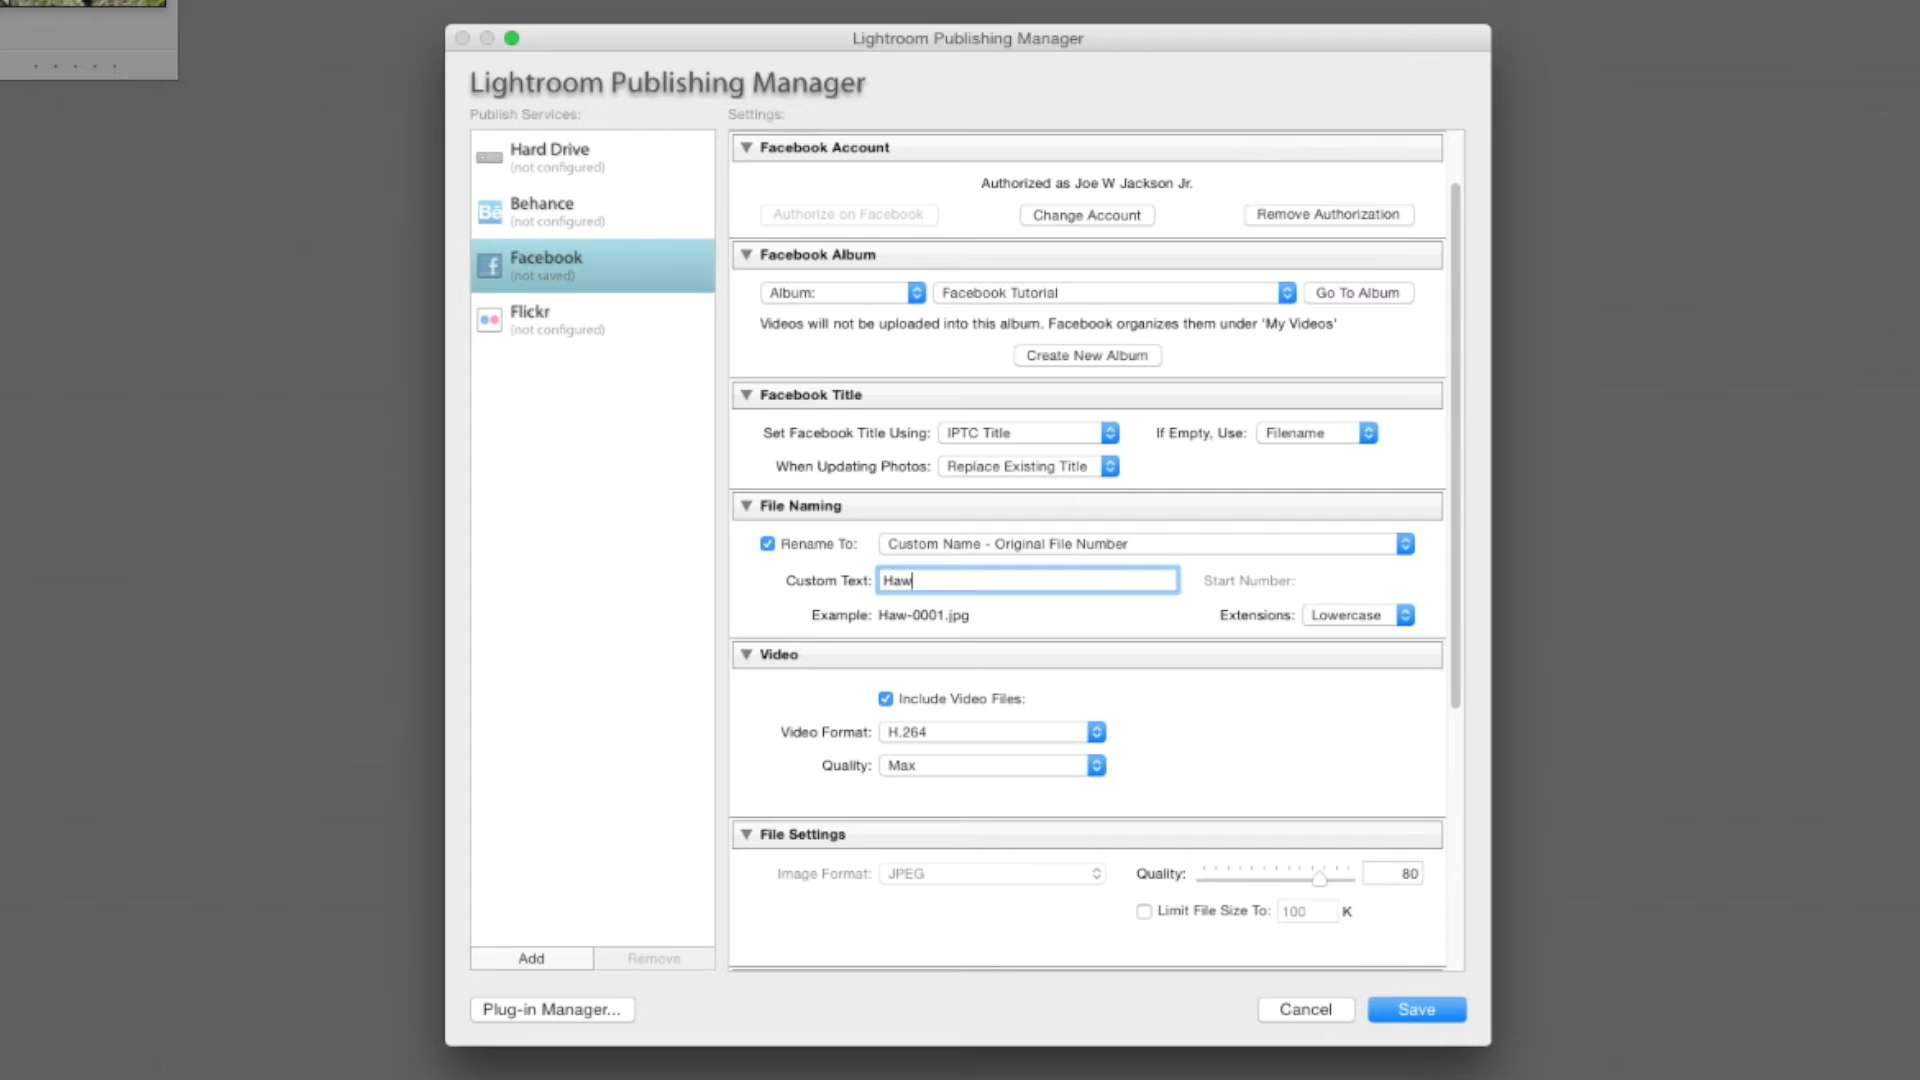 Lightroom Publishing Manager
Lightroom Publishing Manager
Publish Services:
Hard Drive
(not configured)
Behance
(not configured)
Facebook
(not saved)
Flickr
(not configured)
Add Remove
Settings:
Facebook Account
Authorized as Joe W Jackson Jr.
Authorize on Facebook Change Account Remove Authorization
Facebook Album
Album: Facebook Tutorial Go To Album
Videos will not be uploaded into this album. Facebook organizes them under 'My Videos'
Create New Album
Facebook Title
Set Facebook Title Using: IPTC Title If Empty, Use: Filename
When Updating Photos: Replace Existing Title
File Naming
Rename To: Custom Name - Original File Number
Custom Text: Haw Start Number:
Example: Haw-0001.jpg Extensions: Lowercase
Video
Include Video Files:
Video Format: H.264
Quality: Max
File Settings
Image Format: JPEG Quality: 80
Limit File Size To: 100 K
Plug-in Manager... Cancel Save